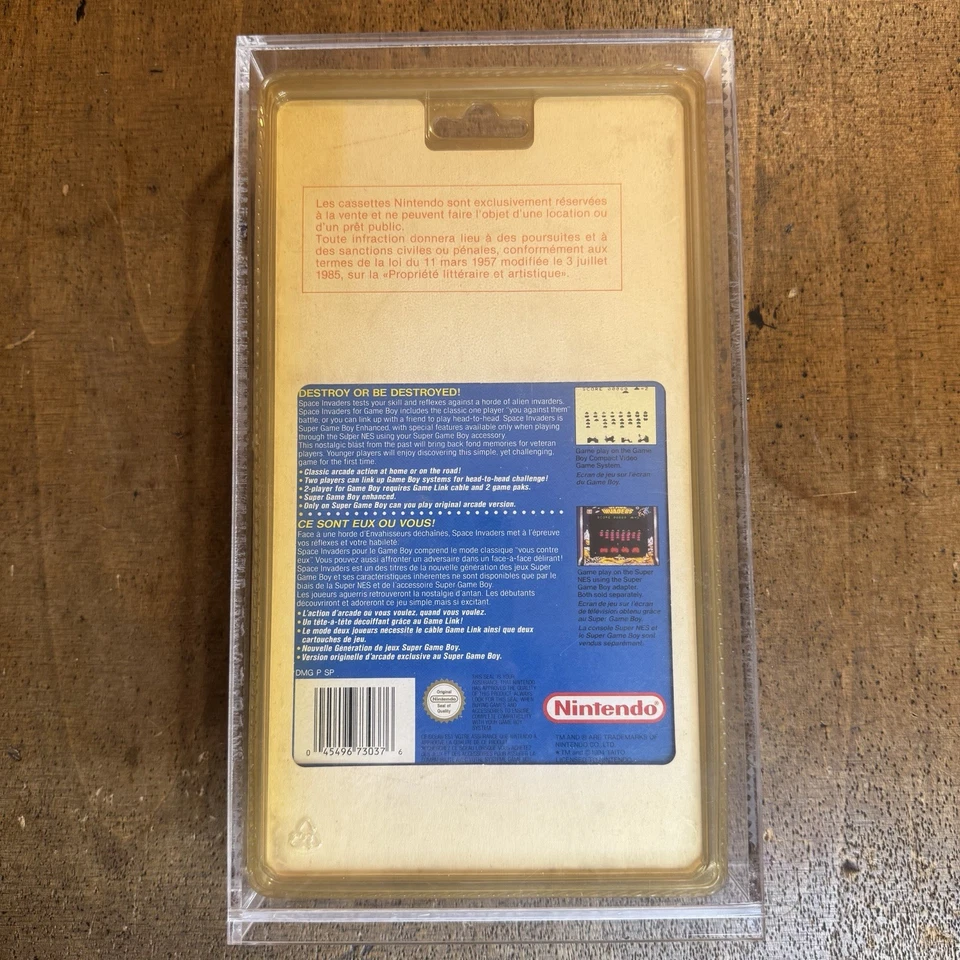 Les cassettes Nintendo sont exclusivement réservées
à la vente et ne peuvent faire l'objet d'une location ou
d'un prêt public.
Toute infraction donnera lieu à des poursuites et à
des sanctions civiles ou pénales, conformément aux
termes de la loi du 11 mars 1957 modifiée le 3 juillet
1985, sur la «Propriété littéraire et artistique».
DESTROY OR BE DESTROYED!
Space Invaders tests your skill and reflexes against a horde of alien invarders.
Space Invaders for Game Boy includes the classic one player "you against them"
battle, or you can link up with a friend to play head-to-head. Space Invaders is
Super Game Boy Enhanced, with special features available only when playing
through the Super NES using your Super Game Boy accessory.
This nostalgic blast from the past will bring back fond memories for veteran
players. Younger players will enjoy discovering this simple, yet challenging,
game for the first time.
• Classic arcade action at home or on the road!
• Two players can link up Game Boy systems for head-to-head challenge!
• 2-player for Game Boy requires Game Link cable and 2 game paks.
• Super Game Boy enhanced.
• Only on Super Game Boy can you play original arcade version.
Game play on the Game
Boy Compact Video
Game System.
Ecran de jeu sur l'écran
du Game Boy.
CE SONT EUX OU VOUS!
Face à une horde d'Envahisseurs déchaînés, Space Invaders met à l'épreuve
vos réflexes et votre habileté.
Space Invaders pour le Game Boy comprend le mode classique "vous contre
eux" Vous pouvez aussi affronter un adversaire dans un face-à-face délirant!
Space Invaders est un des titres de la nouvelle génération des jeux Super
Game Boy et ses caractéristiques inhérentes ne sont disponibles que par le
biais de la Super NES et de l'accessoire Super Game Boy.
Les joueurs aguerris retrouveront la nostalgie d'antan. Les débutants
découvriront et adoreront ce jeu simple mais si excitant.
• L'action d'arcade ou vous voulez, quand vous voulez.
• Un tête-a-tête décoiffant grâce au Game Link!
• Le mode deux joueurs necessite le câble Game Link ainsi que deux
cartouches de jeu.
• Nouvelle Génération de jeux Super Game Boy.
• Version originelle d'arcade exclusive au Super Game Boy.
INVADERS
Game play on the Super
NES using the Super
Game Boy adapter.
Both sold separately.
Ecran de jeu sur l'écran
de télévision obtenu grâce
au Super Game Boy.
La console Super NES et
le Super Game Boy sont
vendus séparément.
DMG P SP
0 45496 73037 6
Original
Nintendo
Seal of
Quality
Nintendo®
TM AND ® ARE TRADEMARKS OF
NINTENDO CO., LTD.